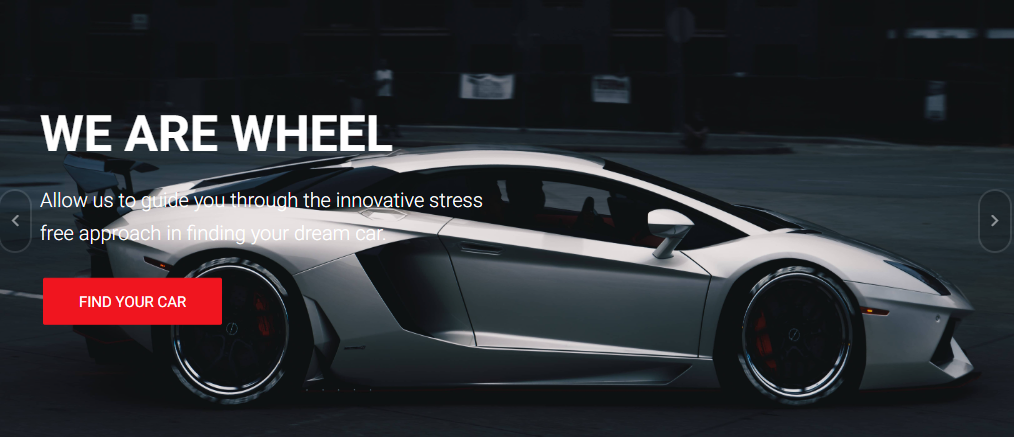 WE ARE WHEEL
Allow us to guide you through the innovative stress
free approach in finding your dream car.
FIND YOUR CAR